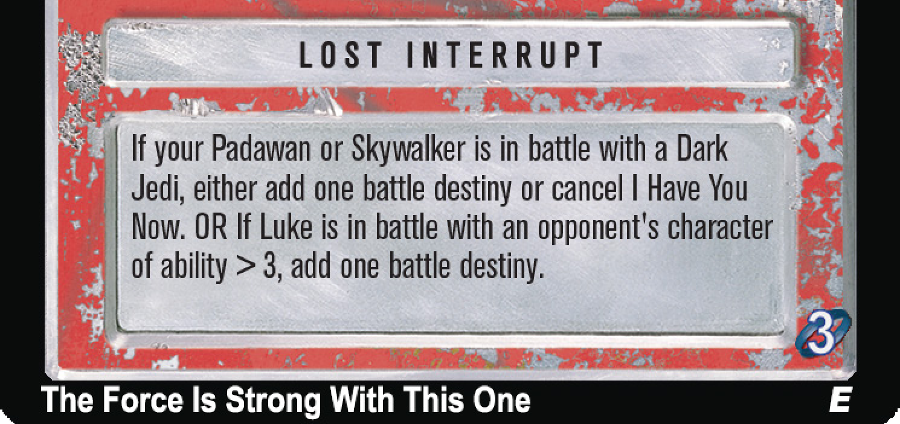 LOST INTERRUPT
If your Padawan or Skywalker is in battle with a Dark
Jedi, either add one battle destiny or cancel I Have You
Now. OR If Luke is in battle with an opponent's character
of ability > 3, add one battle destiny.
3
The Force Is Strong With This One E